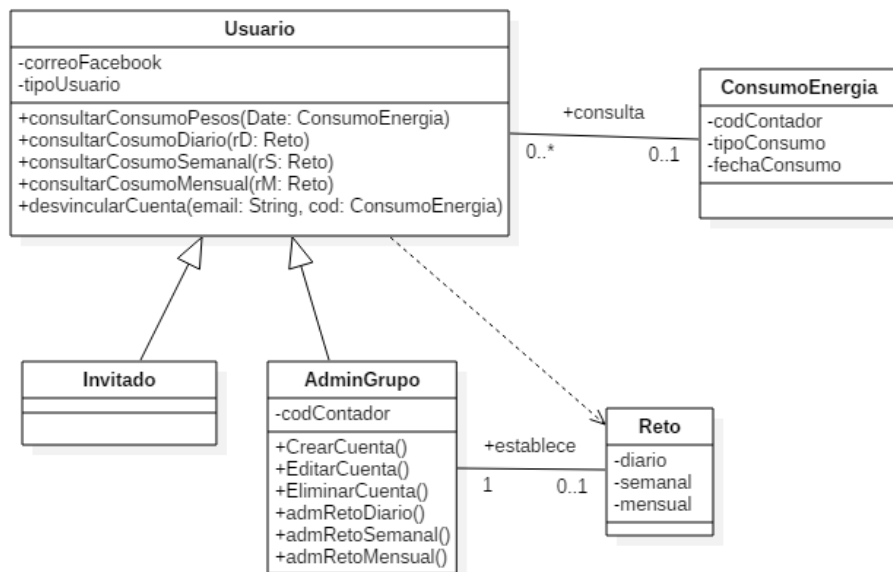 Usuario
-correoFacebook
-tipoUsuario
+consultarConsumoPesos(Date: ConsumoEnergia)
+consultarCosumoDiario(rD: Reto)
+consultarCosumoSemanal(rS: Reto)
+consultarCosumoMensual(rM: Reto)
+desvincularCuenta(email: String, cod: ConsumoEnergia)
+consulta
0..*
0..1
ConsumoEnergia
-codContador
-tipoConsumo
-fechaConsumo
Invitado
AdminGrupo
-codContador
+CrearCuenta()
+EditarCuenta()
+EliminarCuenta()
+admRetoDiario()
+admRetoSemanal()
+admRetoMensual()
+establece
1
0..1
Reto
-diario
-semanal
-mensual